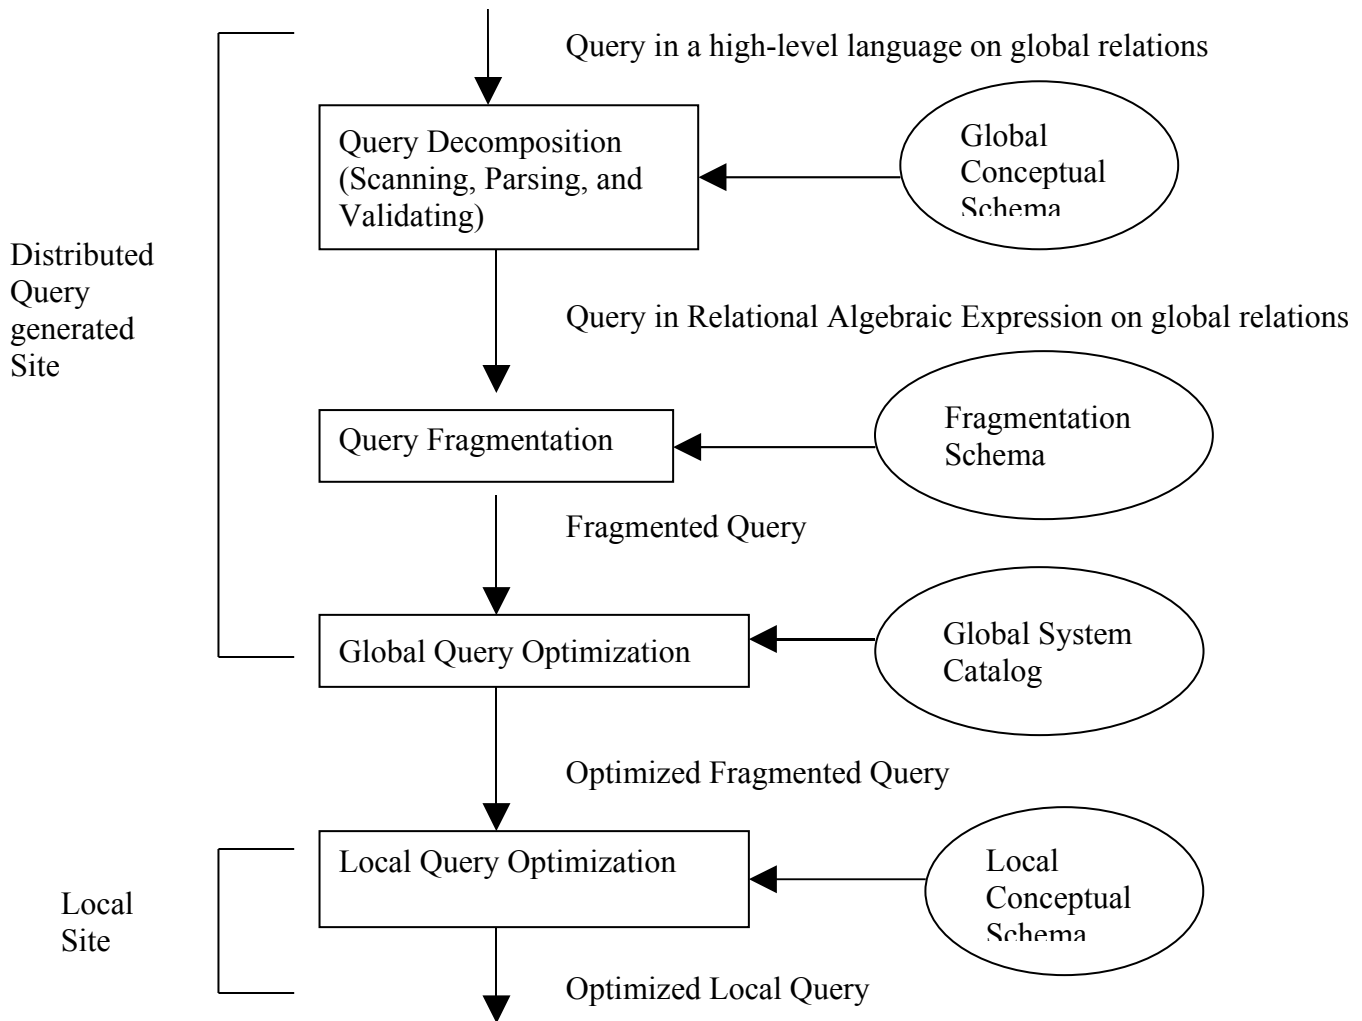 Query in a high-level language on global relations
Query Decomposition
(Scanning, Parsing, and
Validating)
Global
Conceptual
Schema
Distributed
Query
generated
Site
Query in Relational Algebraic Expression on global relations
Query Fragmentation
Fragmentation
Schema
Fragmented Query
Global Query Optimization
Global System
Catalog
Optimized Fragmented Query
Local Query Optimization
Local
Conceptual
Schema
Local
Site
Optimized Local Query